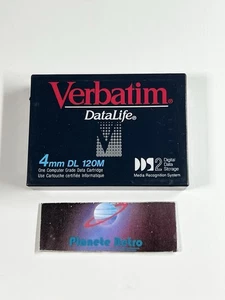 Verbatim®
DataLife®
4mm DL 120M
One Computer Grade Data Cartridge
Une Cartouche certifiée informatique
DDS2 Digital Data Storage
Media Recognition System
Planete Retro